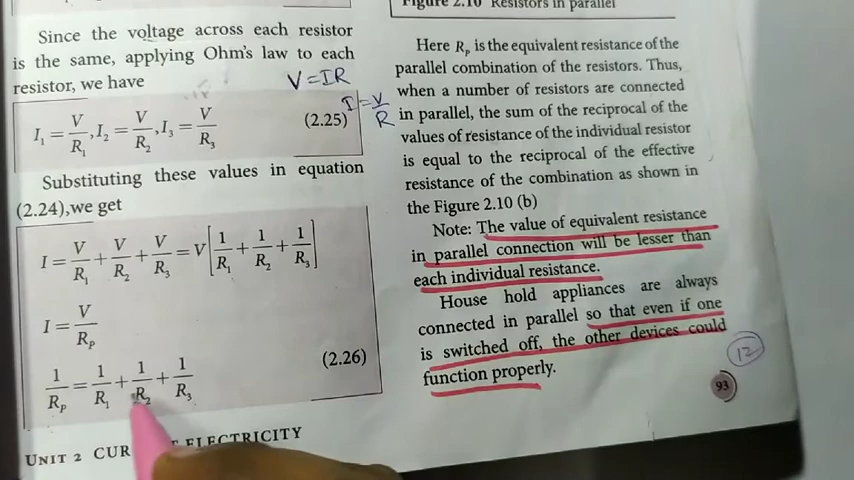 Since the voltage across each resistor
is the same, applying Ohm's law to each
resistor, we have
V = IR
I₁ = V/R₁, I₂ = V/R₂, I₃ = V/R₃ (2.25)
I = V/R
Substituting these values in equation
(2.24),we get
I = V/R₁ + V/R₂ + V/R₃ = V[1/R₁ + 1/R₂ + 1/R₃]
I = V/Rₚ
1/Rₚ = 1/R₁ + 1/R₂ + 1/R₃ (2.26)
UNIT 2 CUR ELECTRICITY
Figure 2.10 Resistors in parallel
Here Rₚ is the equivalent resistance of the
parallel combination of the resistors. Thus,
when a number of resistors are connected
in parallel, the sum of the reciprocal of the
values of resistance of the individual resistor
is equal to the reciprocal of the effective
resistance of the combination as shown in
the Figure 2.10 (b)
Note: The value of equivalent resistance
in parallel connection will be lesser than
each individual resistance.
House hold appliances are always
connected in parallel so that even if one
is switched off, the other devices could
function properly.
12
93